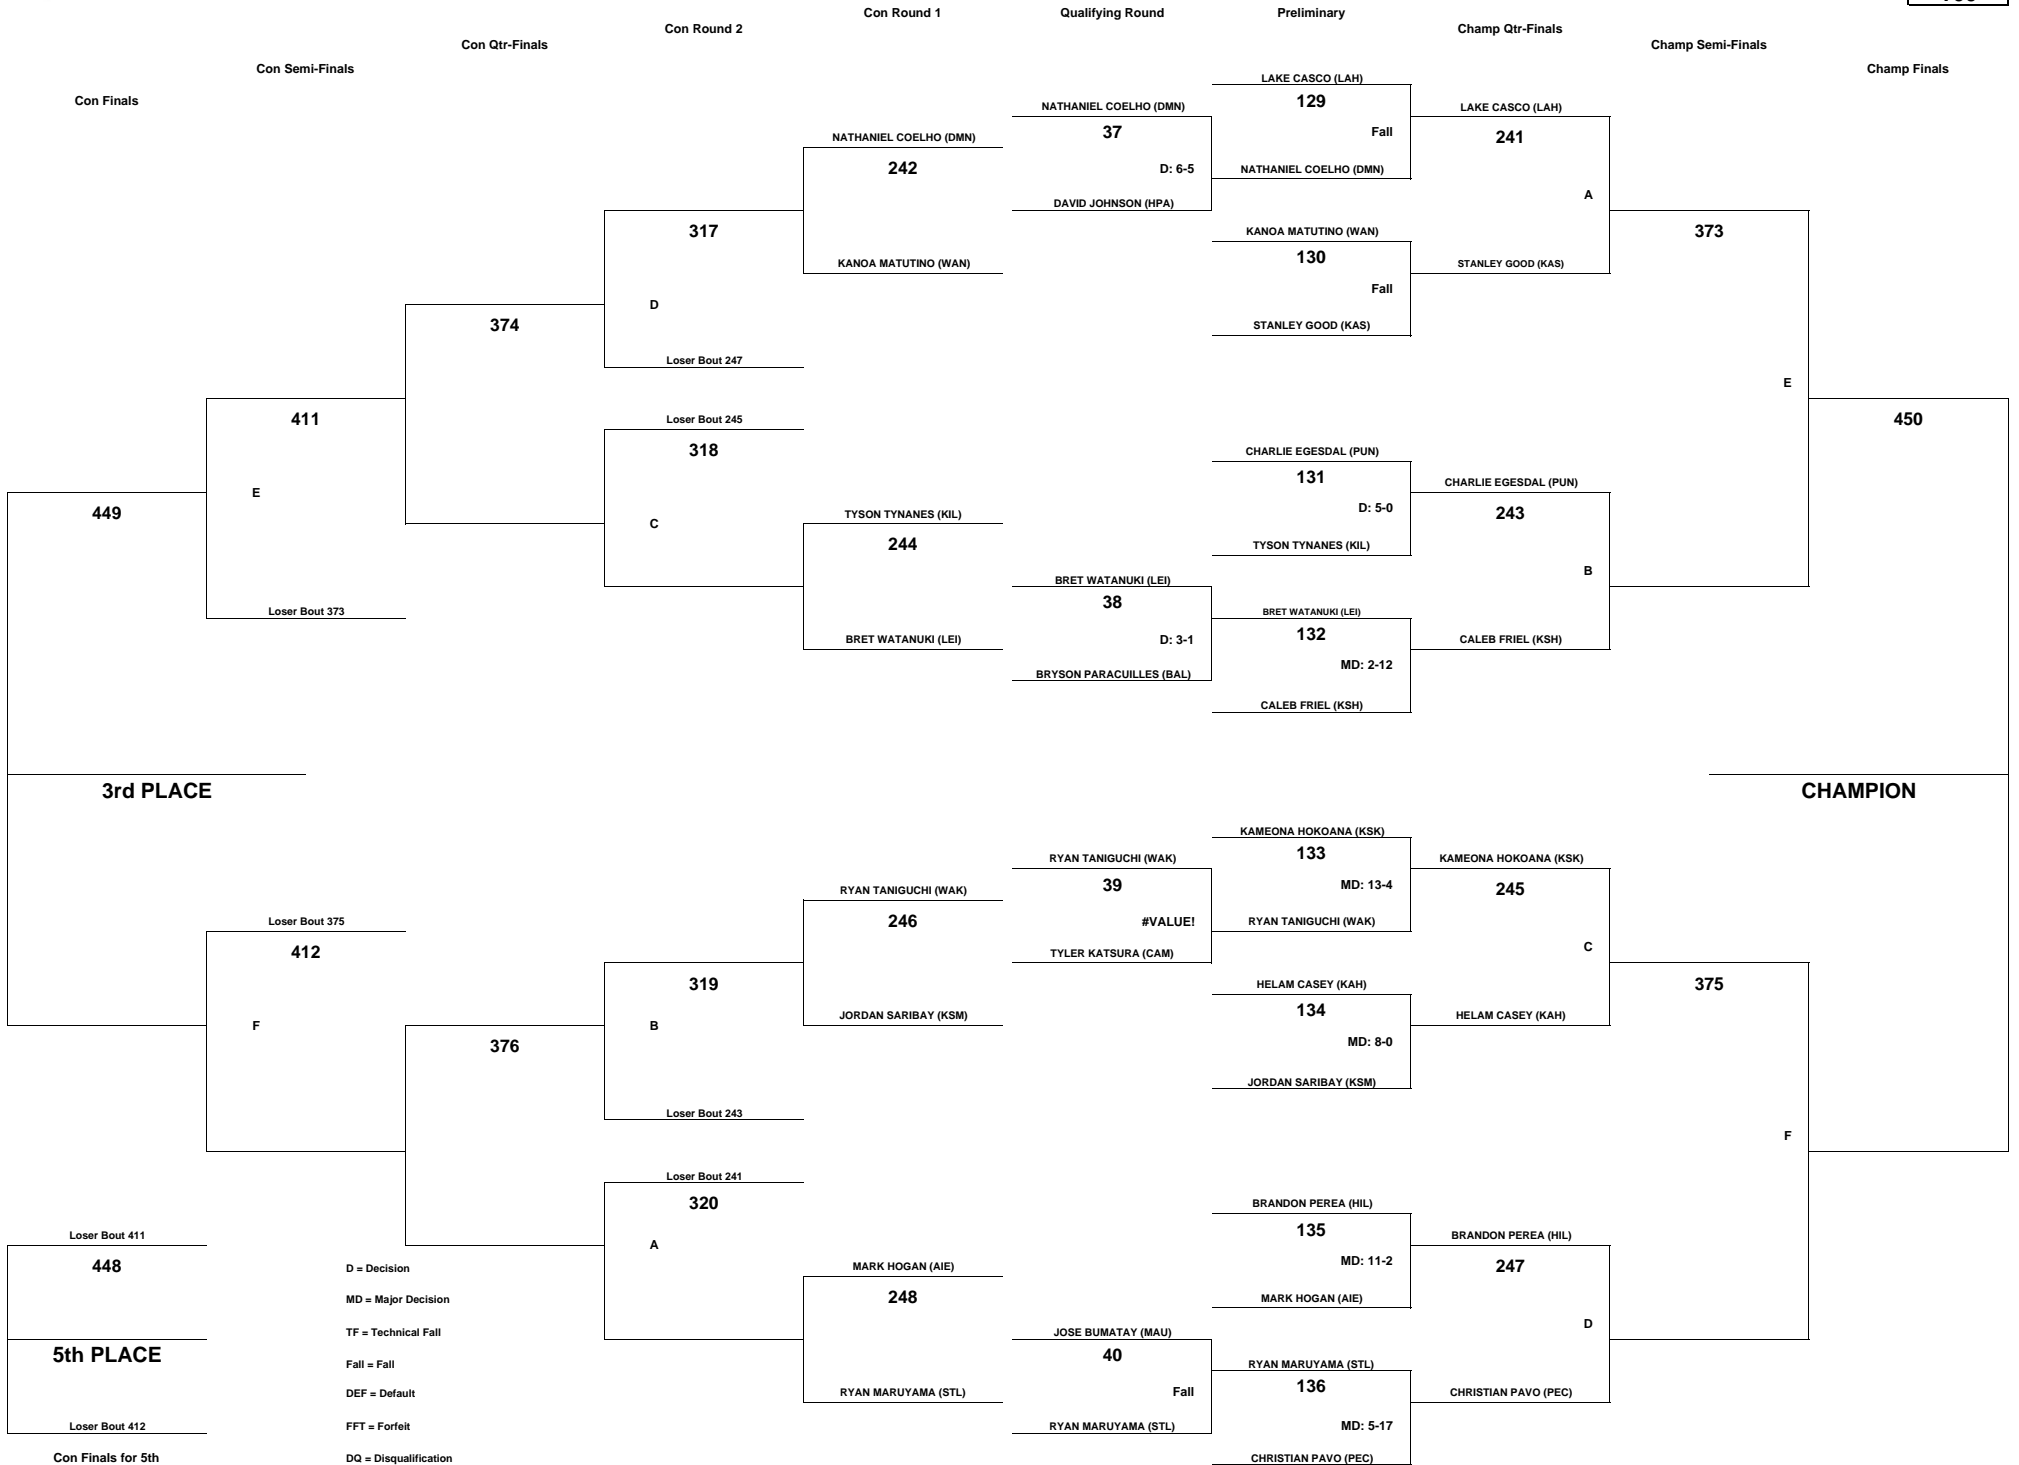 Con Round 1
Qualifying Round
Preliminary
Con Round 2
Champ Qtr-Finals
Con Qtr-Finals
Champ Semi-Finals
Con Semi-Finals
Champ Finals
Con Finals
LAKE CASCO (LAH)
129
Fall
NATHANIEL COELHO (DMN)
NATHANIEL COELHO (DMN)
37
D: 6-5
DAVID JOHNSON (HPA)
LAKE CASCO (LAH)
241
A
STANLEY GOOD (KAS)
NATHANIEL COELHO (DMN)
242
KANOA MATUTINO (WAN)
KANOA MATUTINO (WAN)
130
Fall
STANLEY GOOD (KAS)
317
D
Loser Bout 247
373
E
374
Loser Bout 245
318
C
411
E
Loser Bout 373
450
449
CHARLIE EGESDAL (PUN)
131
D: 5-0
TYSON TYNANES (KIL)
CHARLIE EGESDAL (PUN)
243
B
CALEB FRIEL (KSH)
TYSON TYNANES (KIL)
244
BRET WATANUKI (LEI)
BRET WATANUKI (LEI)
38
D: 3-1
BRYSON PARACUILLES (BAL)
BRET WATANUKI (LEI)
132
MD: 2-12
CALEB FRIEL (KSH)
3rd PLACE
CHAMPION
KAMEONA HOKOANA (KSK)
133
MD: 13-4
RYAN TANIGUCHI (WAK)
RYAN TANIGUCHI (WAK)
39
#VALUE!
TYLER KATSURA (CAM)
KAMEONA HOKOANA (KSK)
245
C
HELAM CASEY (KAH)
RYAN TANIGUCHI (WAK)
246
JORDAN SARIBAY (KSM)
HELAM CASEY (KAH)
134
MD: 8-0
JORDAN SARIBAY (KSM)
Loser Bout 375
412
F
319
B
Loser Bout 243
375
F
376
Loser Bout 241
320
A
BRANDON PEREA (HIL)
135
MD: 11-2
MARK HOGAN (AIE)
BRANDON PEREA (HIL)
247
D
CHRISTIAN PAVO (PEC)
MARK HOGAN (AIE)
248
RYAN MARUYAMA (STL)
JOSE BUMATAY (MAU)
40
Fall
RYAN MARUYAMA (STL)
RYAN MARUYAMA (STL)
136
MD: 5-17
CHRISTIAN PAVO (PEC)
Loser Bout 411
448
5th PLACE
Loser Bout 412
Con Finals for 5th
D = Decision
MD = Major Decision
TF = Technical Fall
Fall = Fall
DEF = Default
FFT = Forfeit
DQ = Disqualification